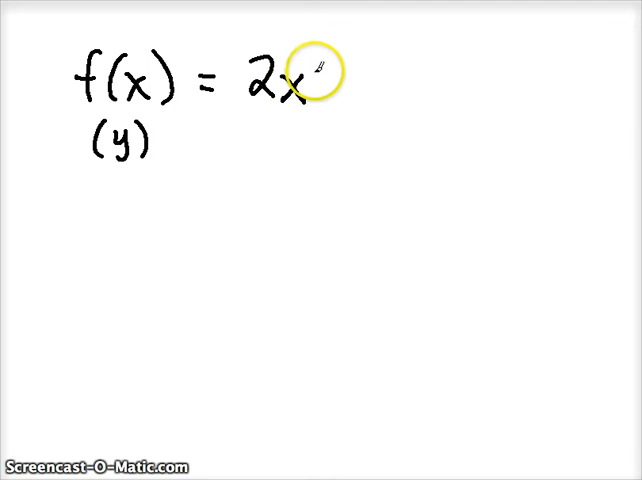 f(x) = 2x
(y)
Screencast-O-Matic.com